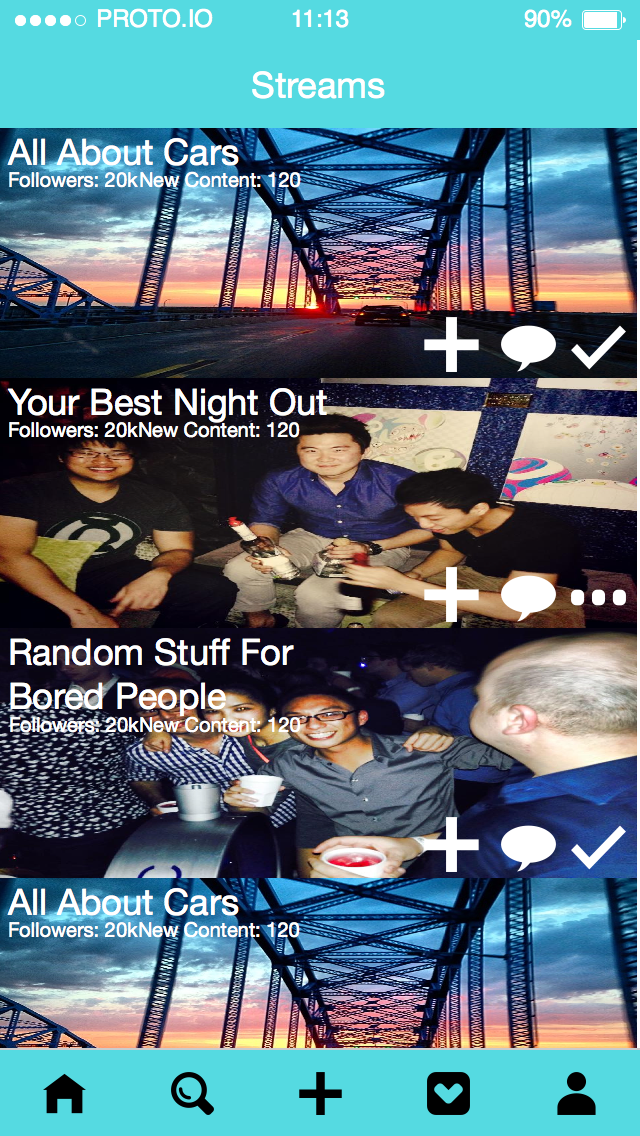 PROTO.IO 11:13 90%
Streams
All About Cars
Followers: 20kNew Content: 120
Your Best Night Out
Followers: 20kNew Content: 120
Random Stuff For
Bored People
Followers: 20kNew Content: 120
All About Cars
Followers: 20kNew Content: 120